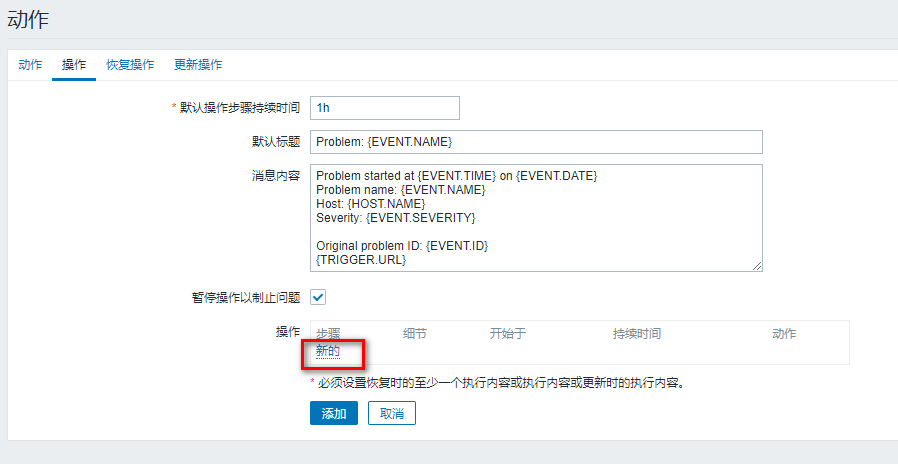 动作
动作 操作 恢复操作 更新操作
* 默认操作步骤持续时间 1h
默认标题 Problem: {EVENT.NAME}
消息内容 Problem started at {EVENT.TIME} on {EVENT.DATE}
Problem name: {EVENT.NAME}
Host: {HOST.NAME}
Severity: {EVENT.SEVERITY}
Original problem ID: {EVENT.ID}
{TRIGGER.URL}
暂停操作以制止问题
操作 步骤 细节 开始于 持续时间 动作
新的
* 必须设置恢复时的至少一个执行内容或执行内容或更新时的执行内容。
添加 取消